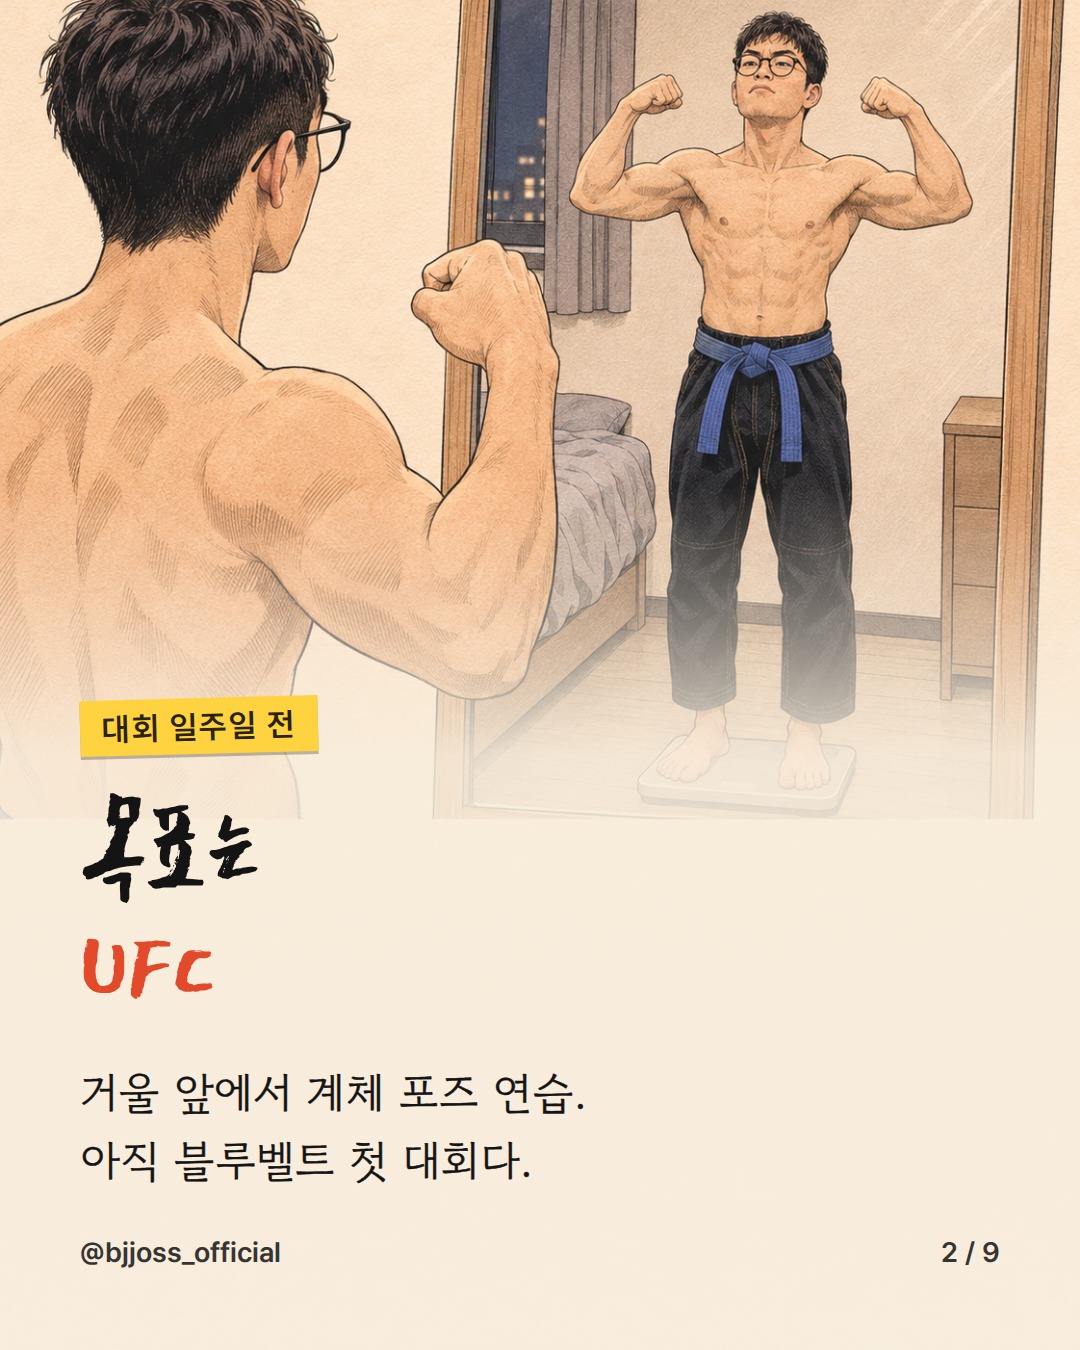 대회 일주일 전
목표는
UFC
거울 앞에서 계체 포즈 연습.
아직 블루벨트 첫 대회다.
@bjjoss_official
2 / 9